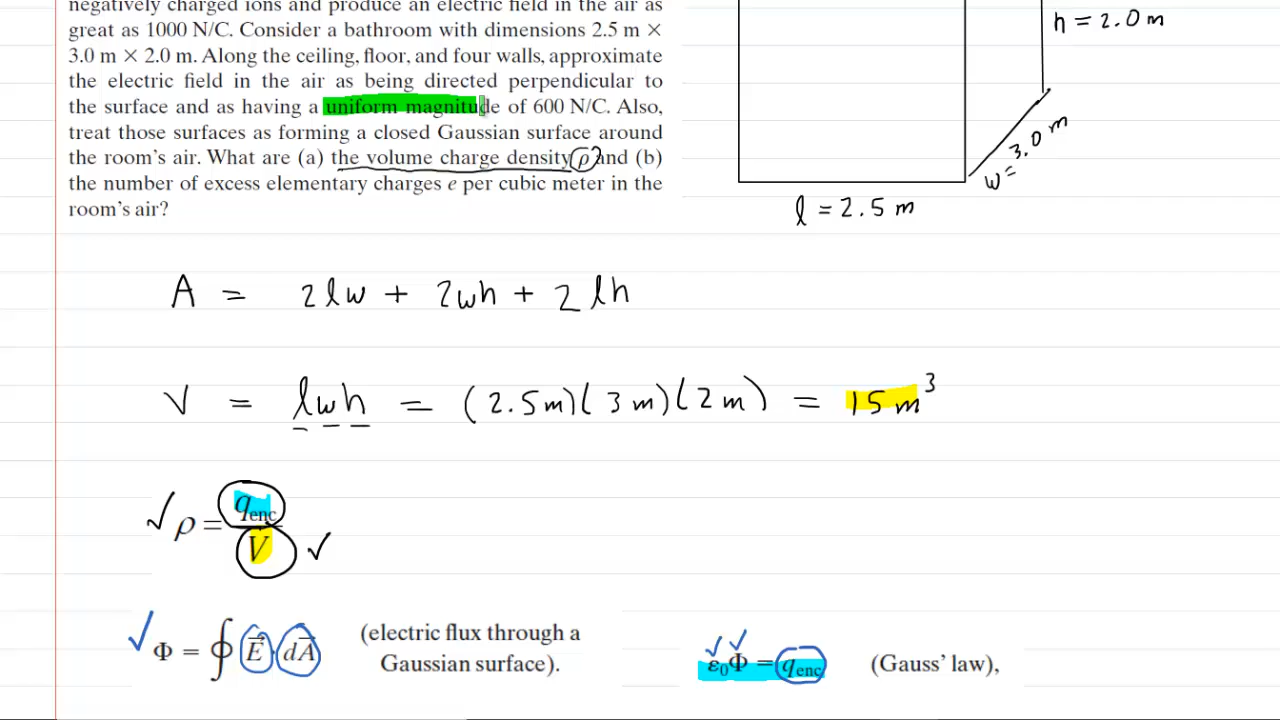 negatively charged ions and produce an electric field in the air as
great as 1000 N/C. Consider a bathroom with dimensions 2.5 m ×
3.0 m × 2.0 m. Along the ceiling, floor, and four walls, approximate
the electric field in the air as being directed perpendicular to
the surface and as having a uniform magnitude of 600 N/C. Also,
treat those surfaces as forming a closed Gaussian surface around
the room's air. What are (a) the volume charge density ρ and (b)
the number of excess elementary charges e per cubic meter in the
room's air?
h = 2.0 m
w = 3.0 m
l = 2.5 m
A = 2lw + 2wh + 2lh
V = lwh = (2.5m)(3m)(2m) = 15 m³
✓ρ = q_enc / V ✓
✓Φ = ∮ E⃗ dA⃗ (electric flux through a
Gaussian surface).
✓✓
ε₀Φ = q_enc (Gauss' law),